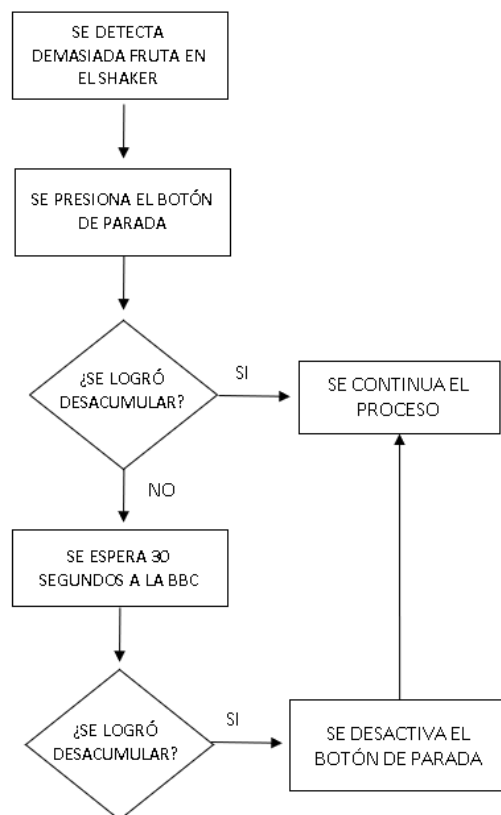 SE DETECTA
DEMASIADA FRUTA EN
EL SHAKER
SE PRESIONA EL BOTÓN
DE PARADA
¿SE LOGRÓ
DESACUMULAR?
SI
SE CONTINUA EL
PROCESO
NO
SE ESPERA 30
SEGUNDOS A LA BBC
¿SE LOGRÓ
DESACUMULAR?
SI
SE DESACTIVA EL
BOTÓN DE PARADA